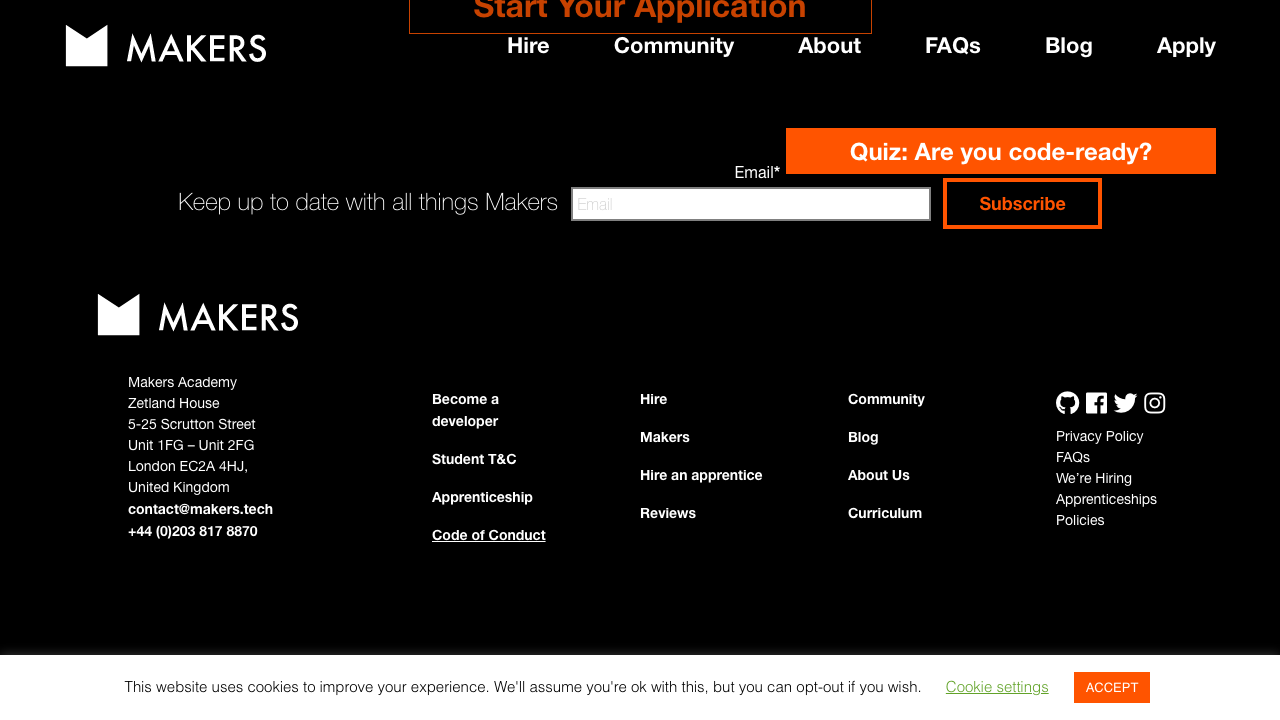 Start Your Application
MAKERS
Hire
Community
About
FAQs
Blog
Apply
Quiz: Are you code-ready?
Email*
Keep up to date with all things Makers
Email
Subscribe
MAKERS
Makers Academy
Zetland House
5-25 Scrutton Street
Unit 1FG – Unit 2FG
London EC2A 4HJ,
United Kingdom
contact@makers.tech
+44 (0)203 817 8870
Become a
developer
Student T&C
Apprenticeship
Code of Conduct
Hire
Makers
Hire an apprentice
Reviews
Community
Blog
About Us
Curriculum
Privacy Policy
FAQs
We’re Hiring
Apprenticeships
Policies
This website uses cookies to improve your experience. We'll assume you're ok with this, but you can opt-out if you wish.
Cookie settings
ACCEPT